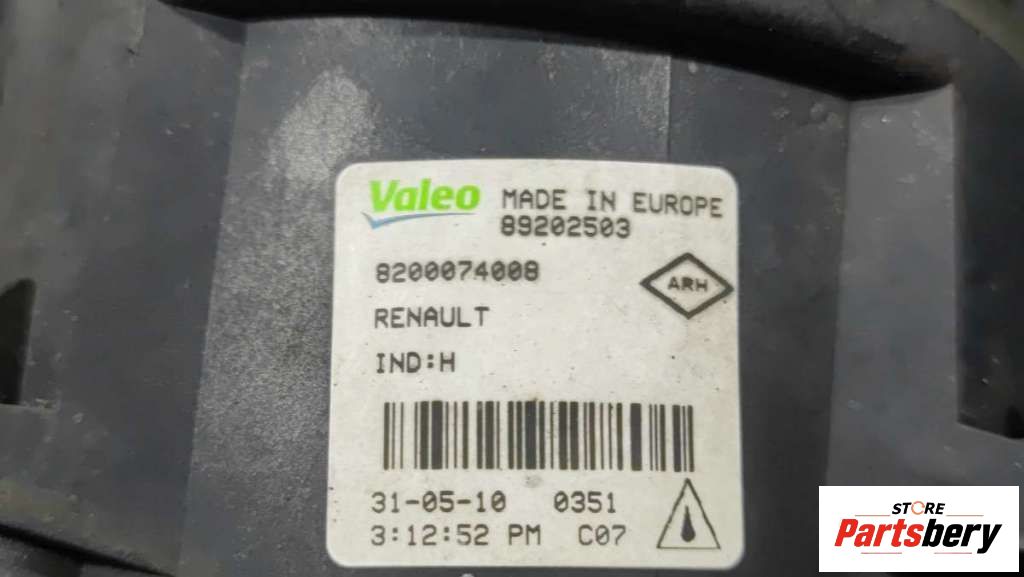 Valeo MADE IN EUROPE
89202503
8200074008
ARH
RENAULT
IND:H
31-05-10 0351
3:12:52 PM C07
STORE
Partsbery